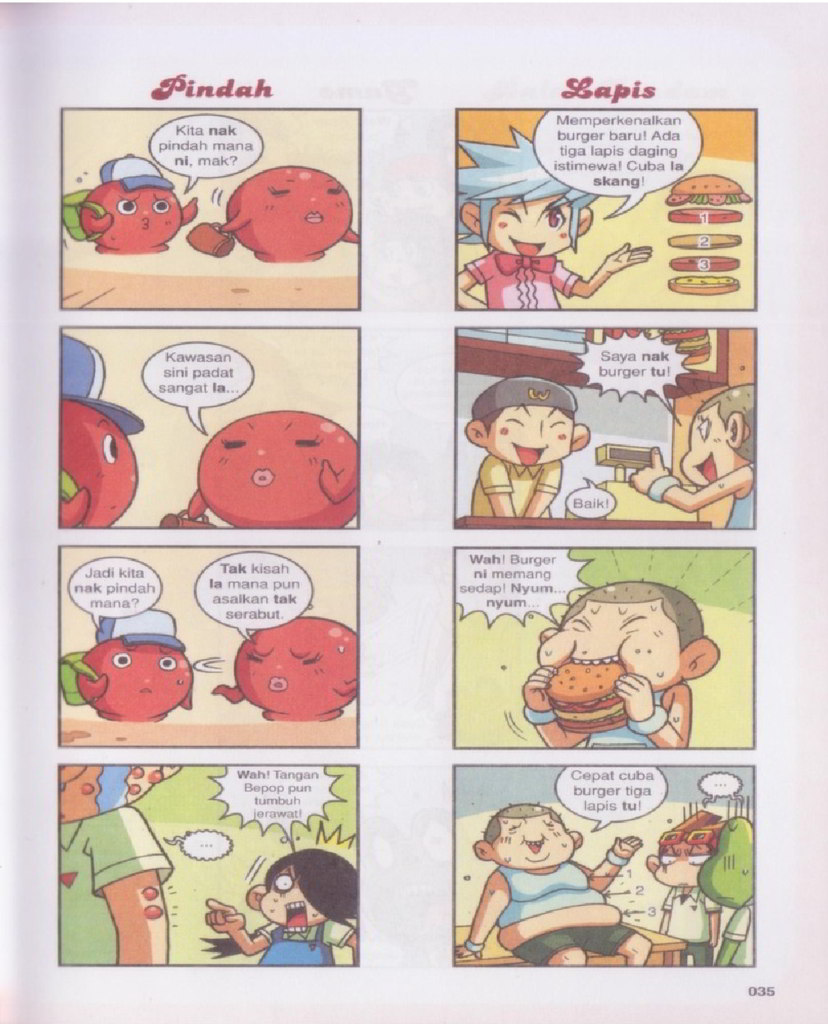 Pindah
Kita nak
pindah mana
ni, mak?
Kawasan
sini padat
sangat la...
Jadi kita
nak pindah
mana?
Tak kisah
la mana pun
asalkan tak
serabut.
Wah! Tangan
Bepop pun
tumbuh
jerawat!
...
Lapis
Memperkenalkan
burger baru! Ada
tiga lapis daging
istimewa! Cuba la
skang!
1
2
3
Saya nak
burger tu!
Baik!
Wah! Burger
ni memang
sedap! Nyum...
nyum...
Cepat cuba
burger tiga
lapis tu!
...
1
2
3
035